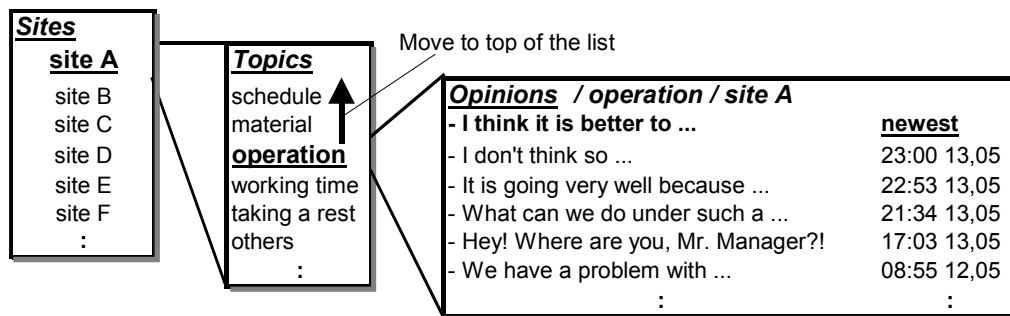 Sites
site A
site B
site C
site D
site E
site F
:
Topics
schedule
material
operation
working time
taking a rest
others
:
Move to top of the list
Opinions / operation / site A
- I think it is better to ... newest
- I don't think so ... 23:00 13,05
- It is going very well because ... 22:53 13,05
- What can we do under such a ... 21:34 13,05
- Hey! Where are you, Mr. Manager?! 17:03 13,05
- We have a problem with ... 08:55 12,05
: :